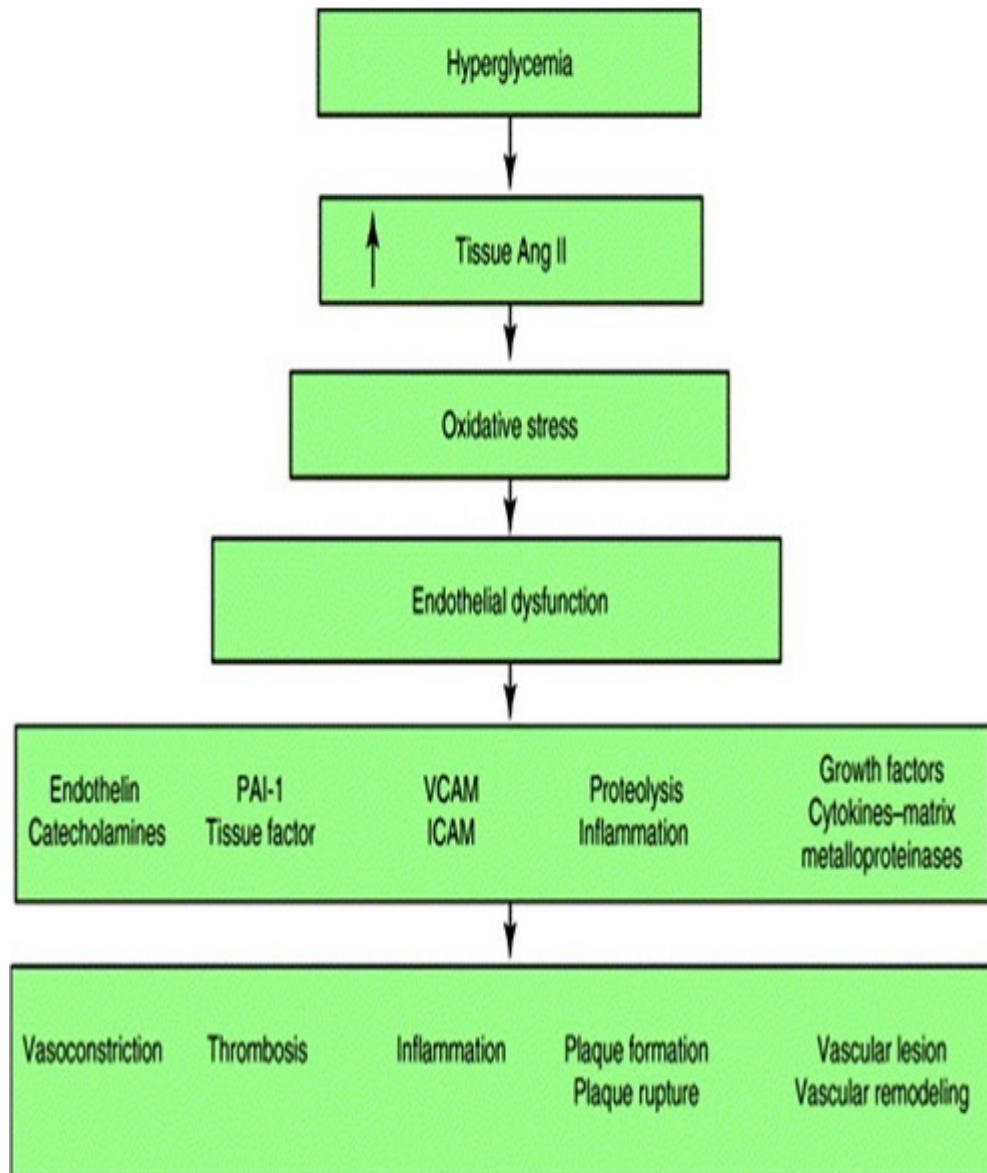 Hyperglycemia
Tissue Ang II
Oxidative stress
Endothelial dysfunction
Endothelin
Catecholamines
PAI-1
Tissue factor
VCAM
ICAM
Proteolysis
Inflammation
Growth factors
Cytokines–matrix
metalloproteinases
Vasoconstriction
Thrombosis
Inflammation
Plaque formation
Plaque rupture
Vascular lesion
Vascular remodeling